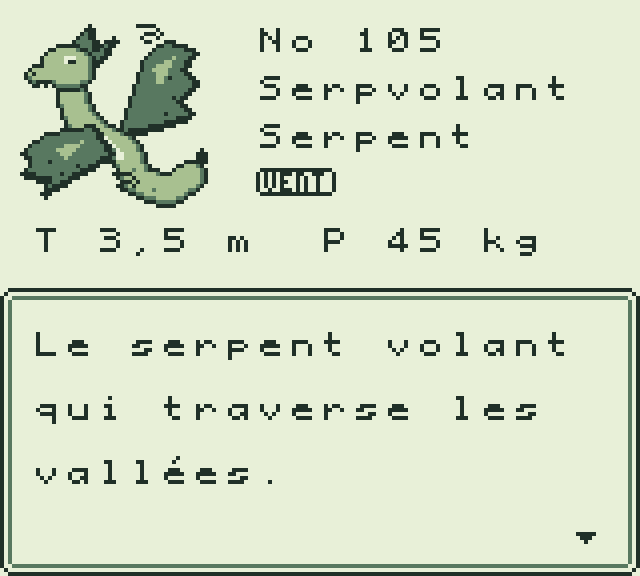 No 105
Serpvolant
Serpent
VENT
T 3,5 m P 45 kg
Le serpent volant
qui traverse les
vallées.